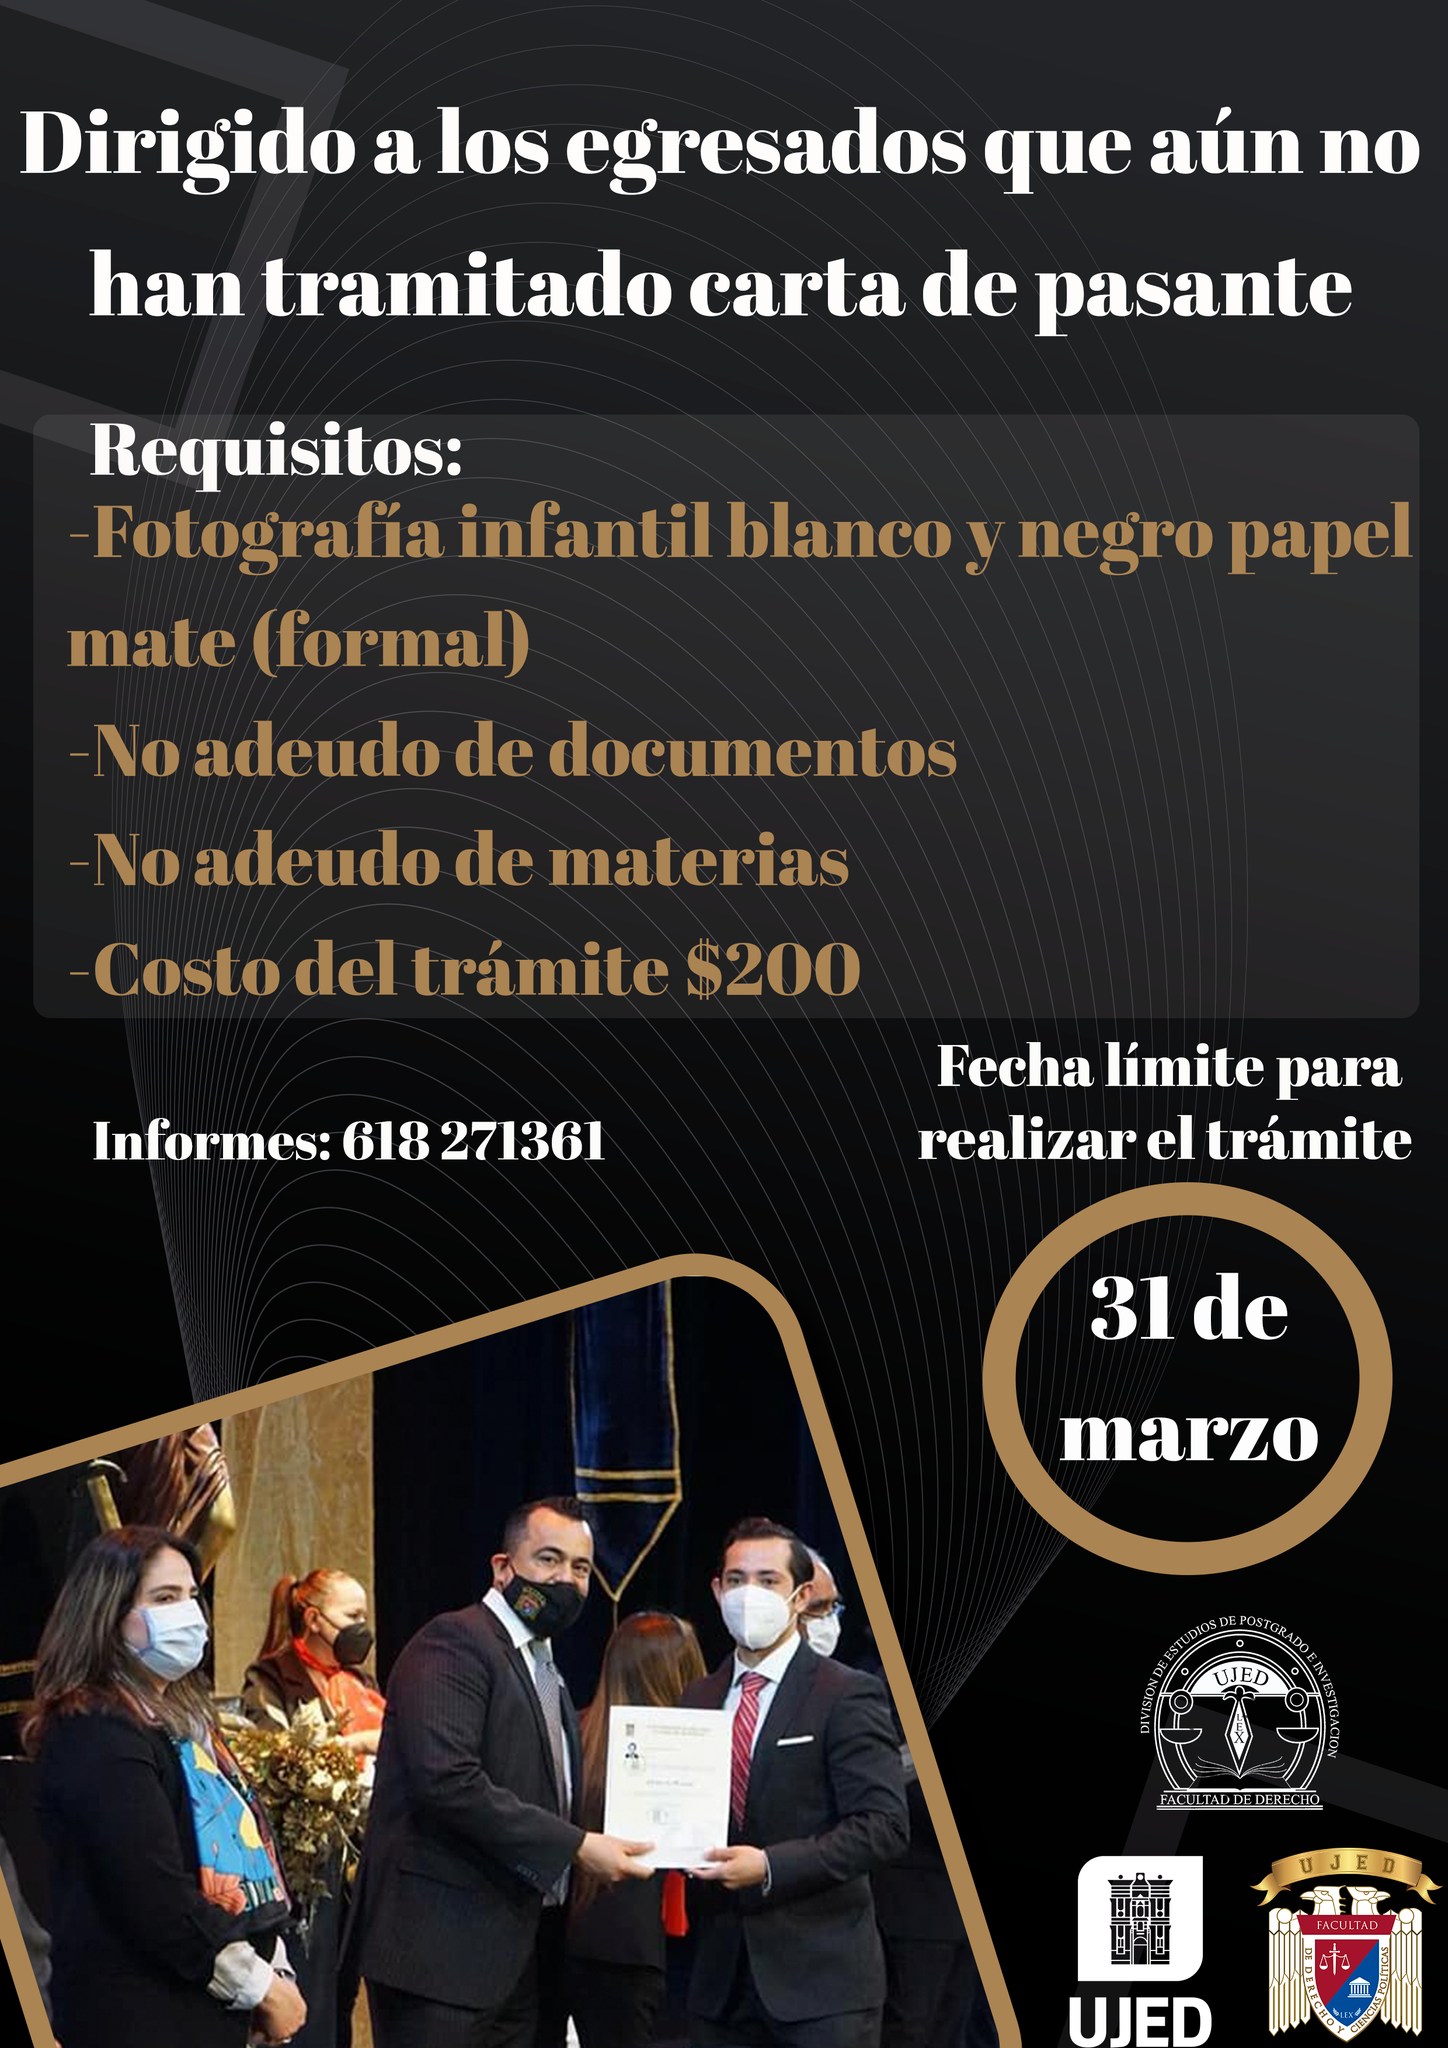 Dirigido a los egresados que aún no
han tramitado carta de pasante
Requisitos:
-Fotografía infantil blanco y negro papel
mate (formal)
-No adeudo de documentos
-No adeudo de materias
-Costo del trámite $200
Informes: 618 271361
Fecha límite para
realizar el trámite
31 de
marzo
DIVISION DE ESTUDIOS DE POSTGRADO E INVESTIGACION
UJED
LEX
FACULTAD DE DERECHO
UJED
UJED
FACULTAD
DE DERECHO Y CIENCIAS POLÍTICAS
LEX